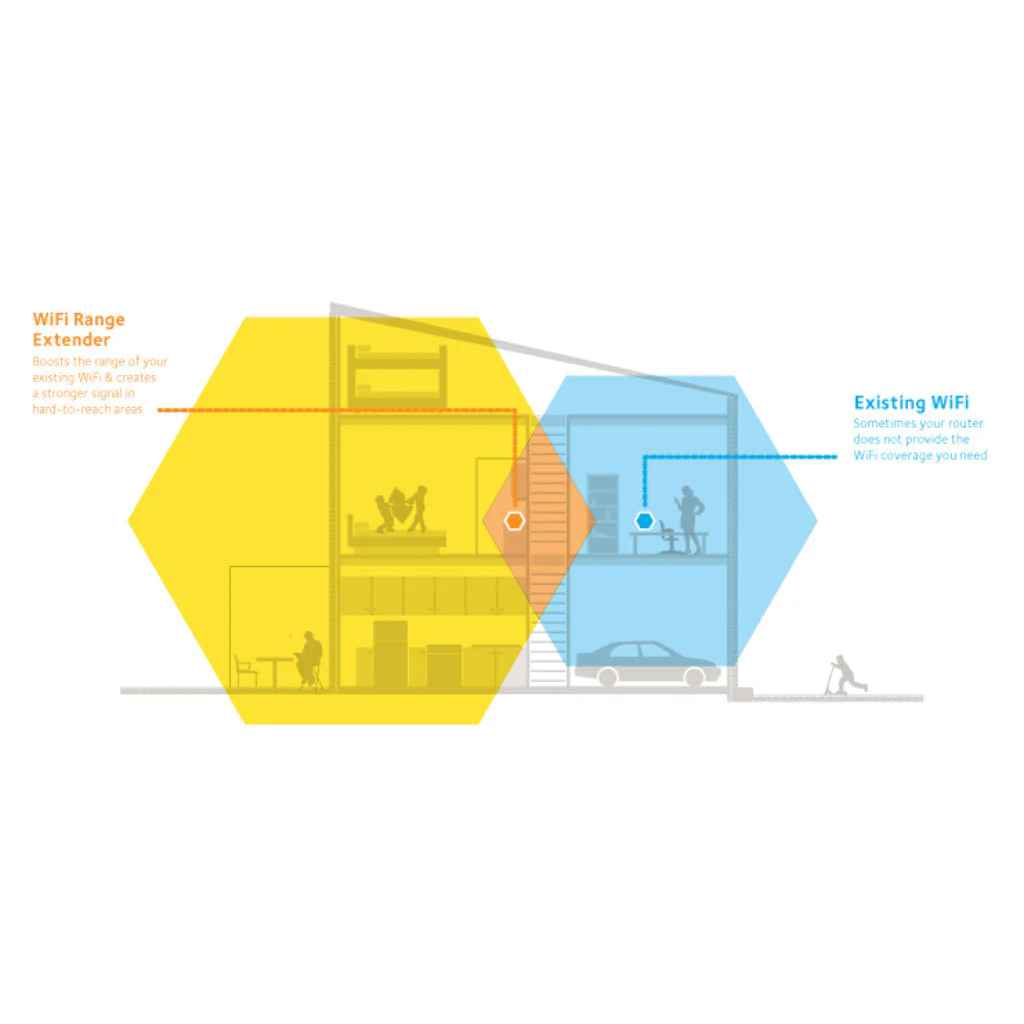 WiFi Range
Extender
Boosts the range of your
existing WiFi & creates
a stronger signal in
hard-to-reach areas
Existing WiFi
Sometimes your router
does not provide the
WiFi coverage you need